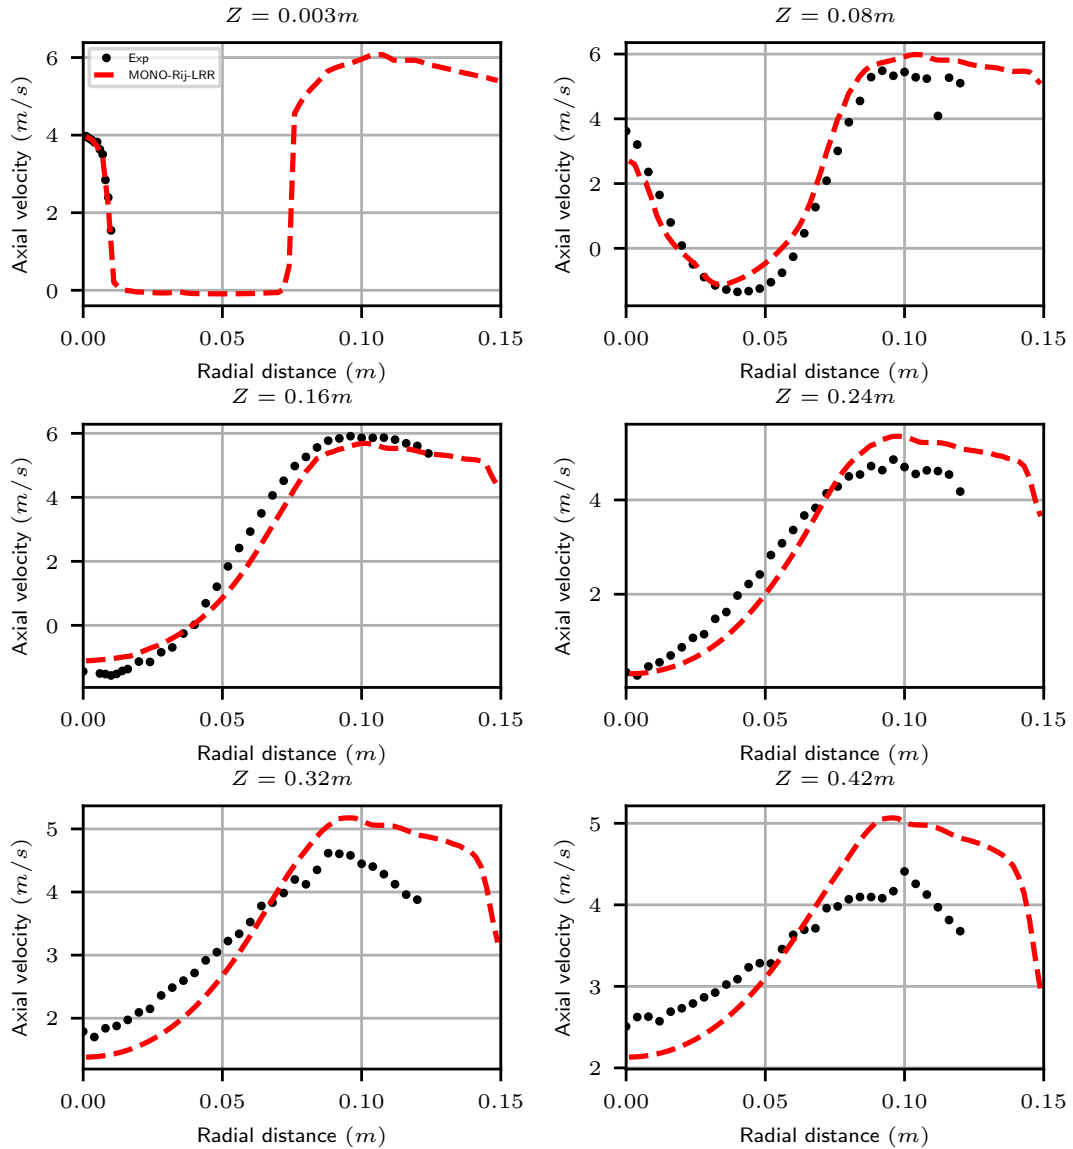 Z = 0.003m
Axial velocity (m/s)
6
4
2
0
Exp
MONO-Rij-LRR
0.00 0.05 0.10 0.15
Radial distance (m)
Z = 0.08m
Axial velocity (m/s)
6
4
2
0
0.00 0.05 0.10 0.15
Radial distance (m)
Z = 0.16m
Axial velocity (m/s)
6
4
2
0
0.00 0.05 0.10 0.15
Radial distance (m)
Z = 0.24m
Axial velocity (m/s)
4
2
0.00 0.05 0.10 0.15
Radial distance (m)
Z = 0.32m
Axial velocity (m/s)
5
4
3
2
0.00 0.05 0.10 0.15
Radial distance (m)
Z = 0.42m
Axial velocity (m/s)
5
4
3
2
0.00 0.05 0.10 0.15
Radial distance (m)